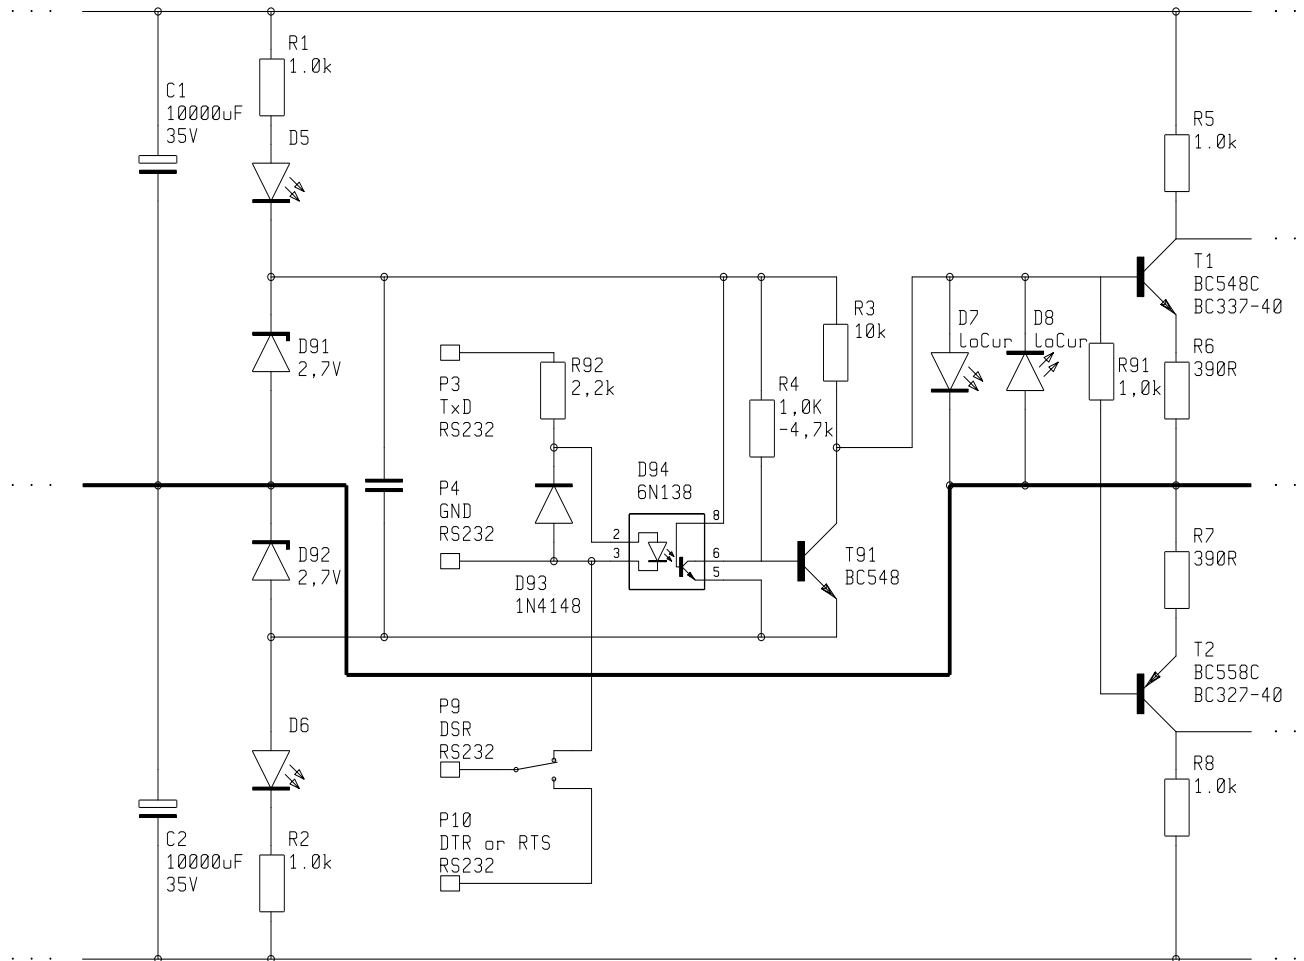 R1
1.0k
C1
10000uF
35V
D5
R5
1.0k
T1
BC548C
BC337-40
R3
10k
D7
loCur
D8
loCur
D91
2,7V
P3
TxD
RS232
R92
2,2k
R4
1,0K
-4,7k
R91
1,0k
R6
390R
D94
6N138
P4
GND
RS232
8
2
3
6
5
D92
2,7V
D93
1N4148
T91
BC548
R7
390R
T2
BC558C
BC327-40
P9
DSR
RS232
D6
R8
1.0k
P10
DTR or RTS
RS232
C2
10000uF
35V
R2
1.0k